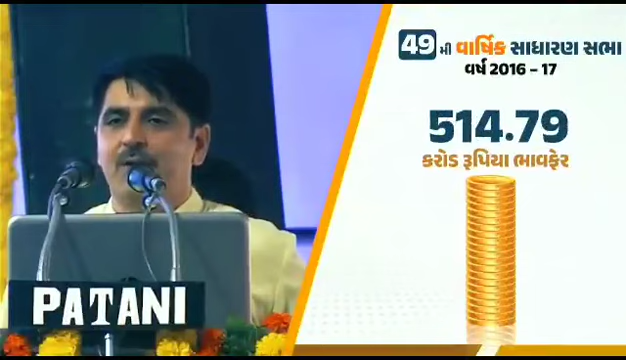 49 મી વાર્ષિક સાધારણ સભા
વર્ષ 2016 – 17
514.79
કરોડ રૂપિયા ભાવફેર
PATANI